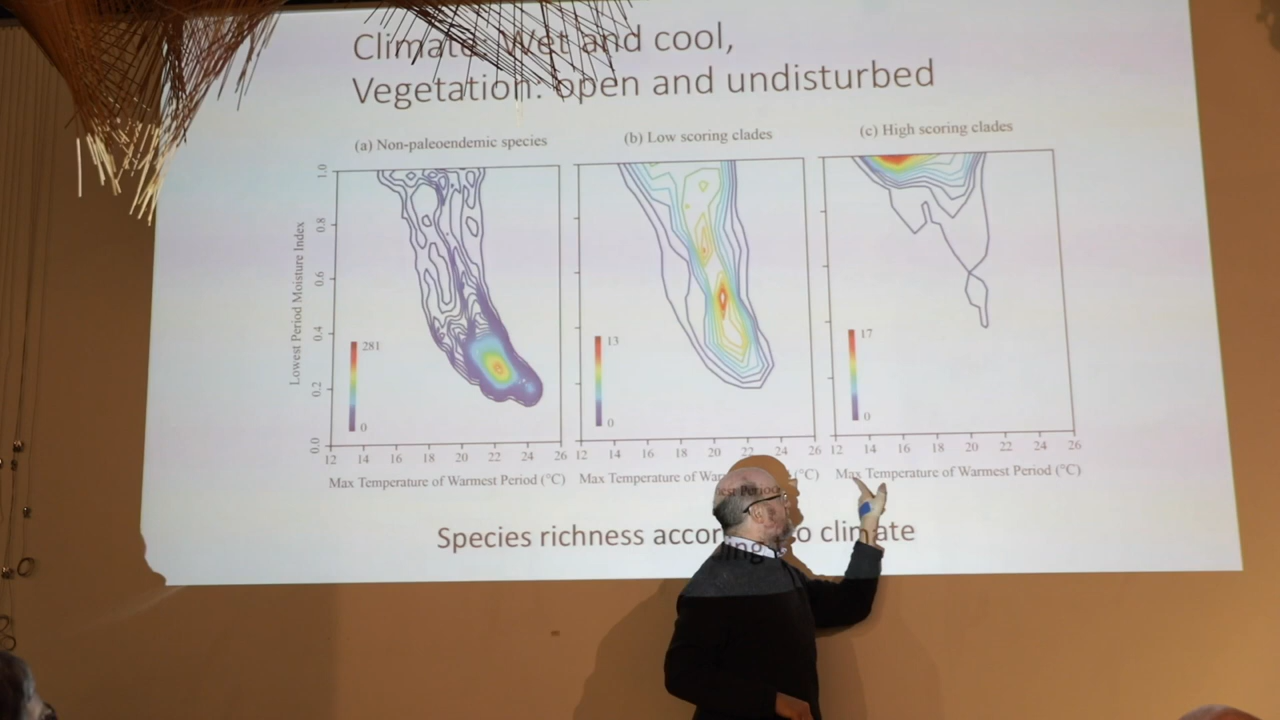 Climate: Wet and cool,
Vegetation: open and undisturbed
(a) Non-paleoendemic species
(b) Low scoring clades
(c) High scoring clades
Lowest Period Moisture Index
1.0
0.8
0.6
0.4
0.2
0.0
281
0
13
0
17
0
12 14 16 18 20 22 24 26
12 14 16 18 20 22 24 26
12 14 16 18 20 22 24 26
Max Temperature of Warmest Period (°C)
Max Temperature of Warmest Period (°C)
Max Temperature of Warmest Period (°C)
Species richness according to climate